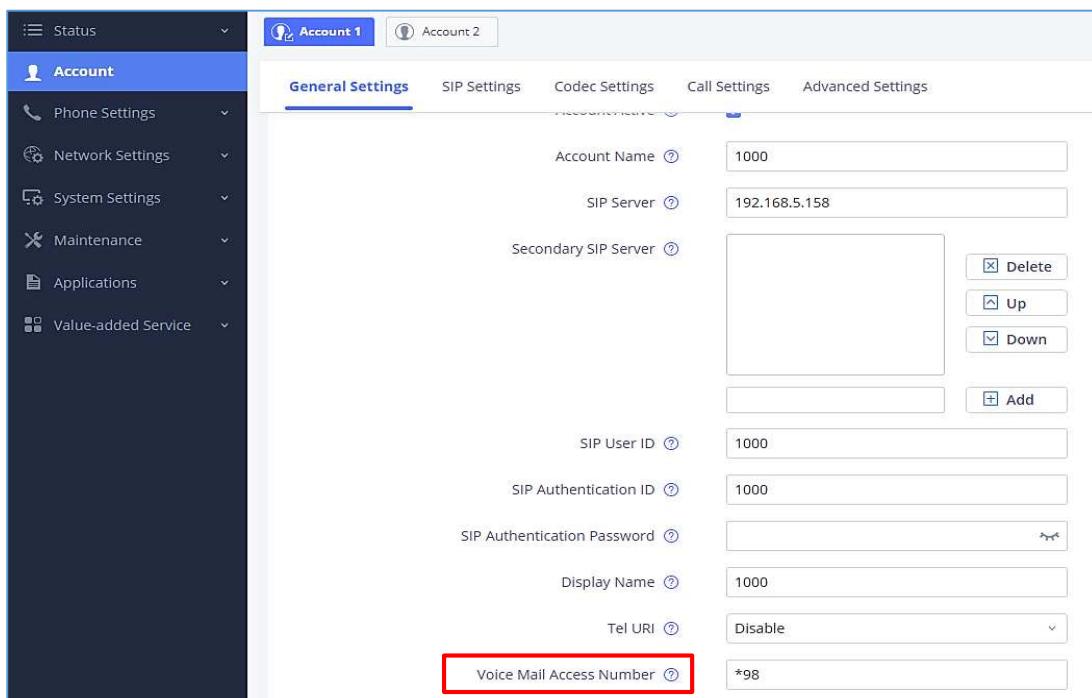 Status
Account
Phone Settings
Network Settings
System Settings
Maintenance
Applications
Value-added Service
Account 1
Account 2
General Settings
SIP Settings
Codec Settings
Call Settings
Advanced Settings
Account Active
Account Name 1000
SIP Server 192.168.5.158
Secondary SIP Server
Delete
Up
Down
Add
SIP User ID 1000
SIP Authentication ID 1000
SIP Authentication Password
Display Name 1000
Tel URI Disable
Voice Mail Access Number *98